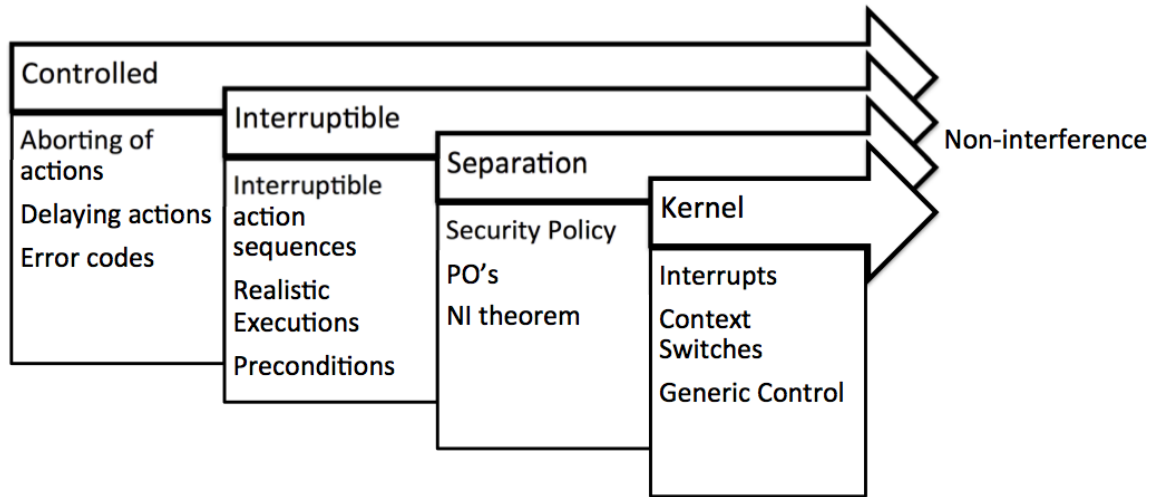 Controlled
Aborting of
actions
Delaying actions
Error codes
Interruptible
Interruptible
action
sequences
Realistic
Executions
Preconditions
Separation
Security Policy
PO's
NI theorem
Kernel
Interrupts
Context
Switches
Generic Control
Non-interference